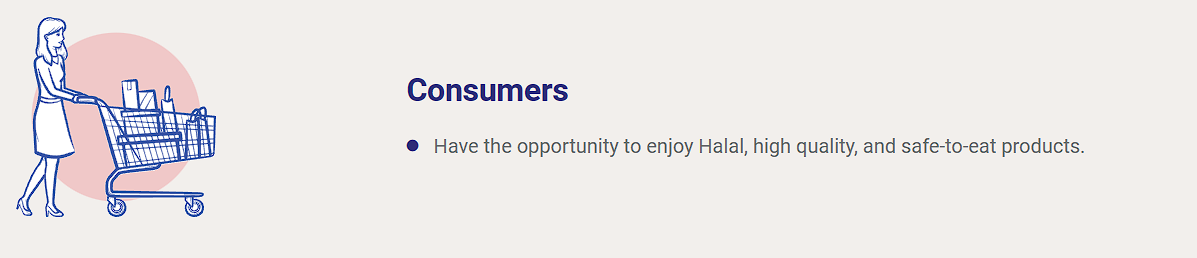 Consumers
Have the opportunity to enjoy Halal, high quality, and safe-to-eat products.